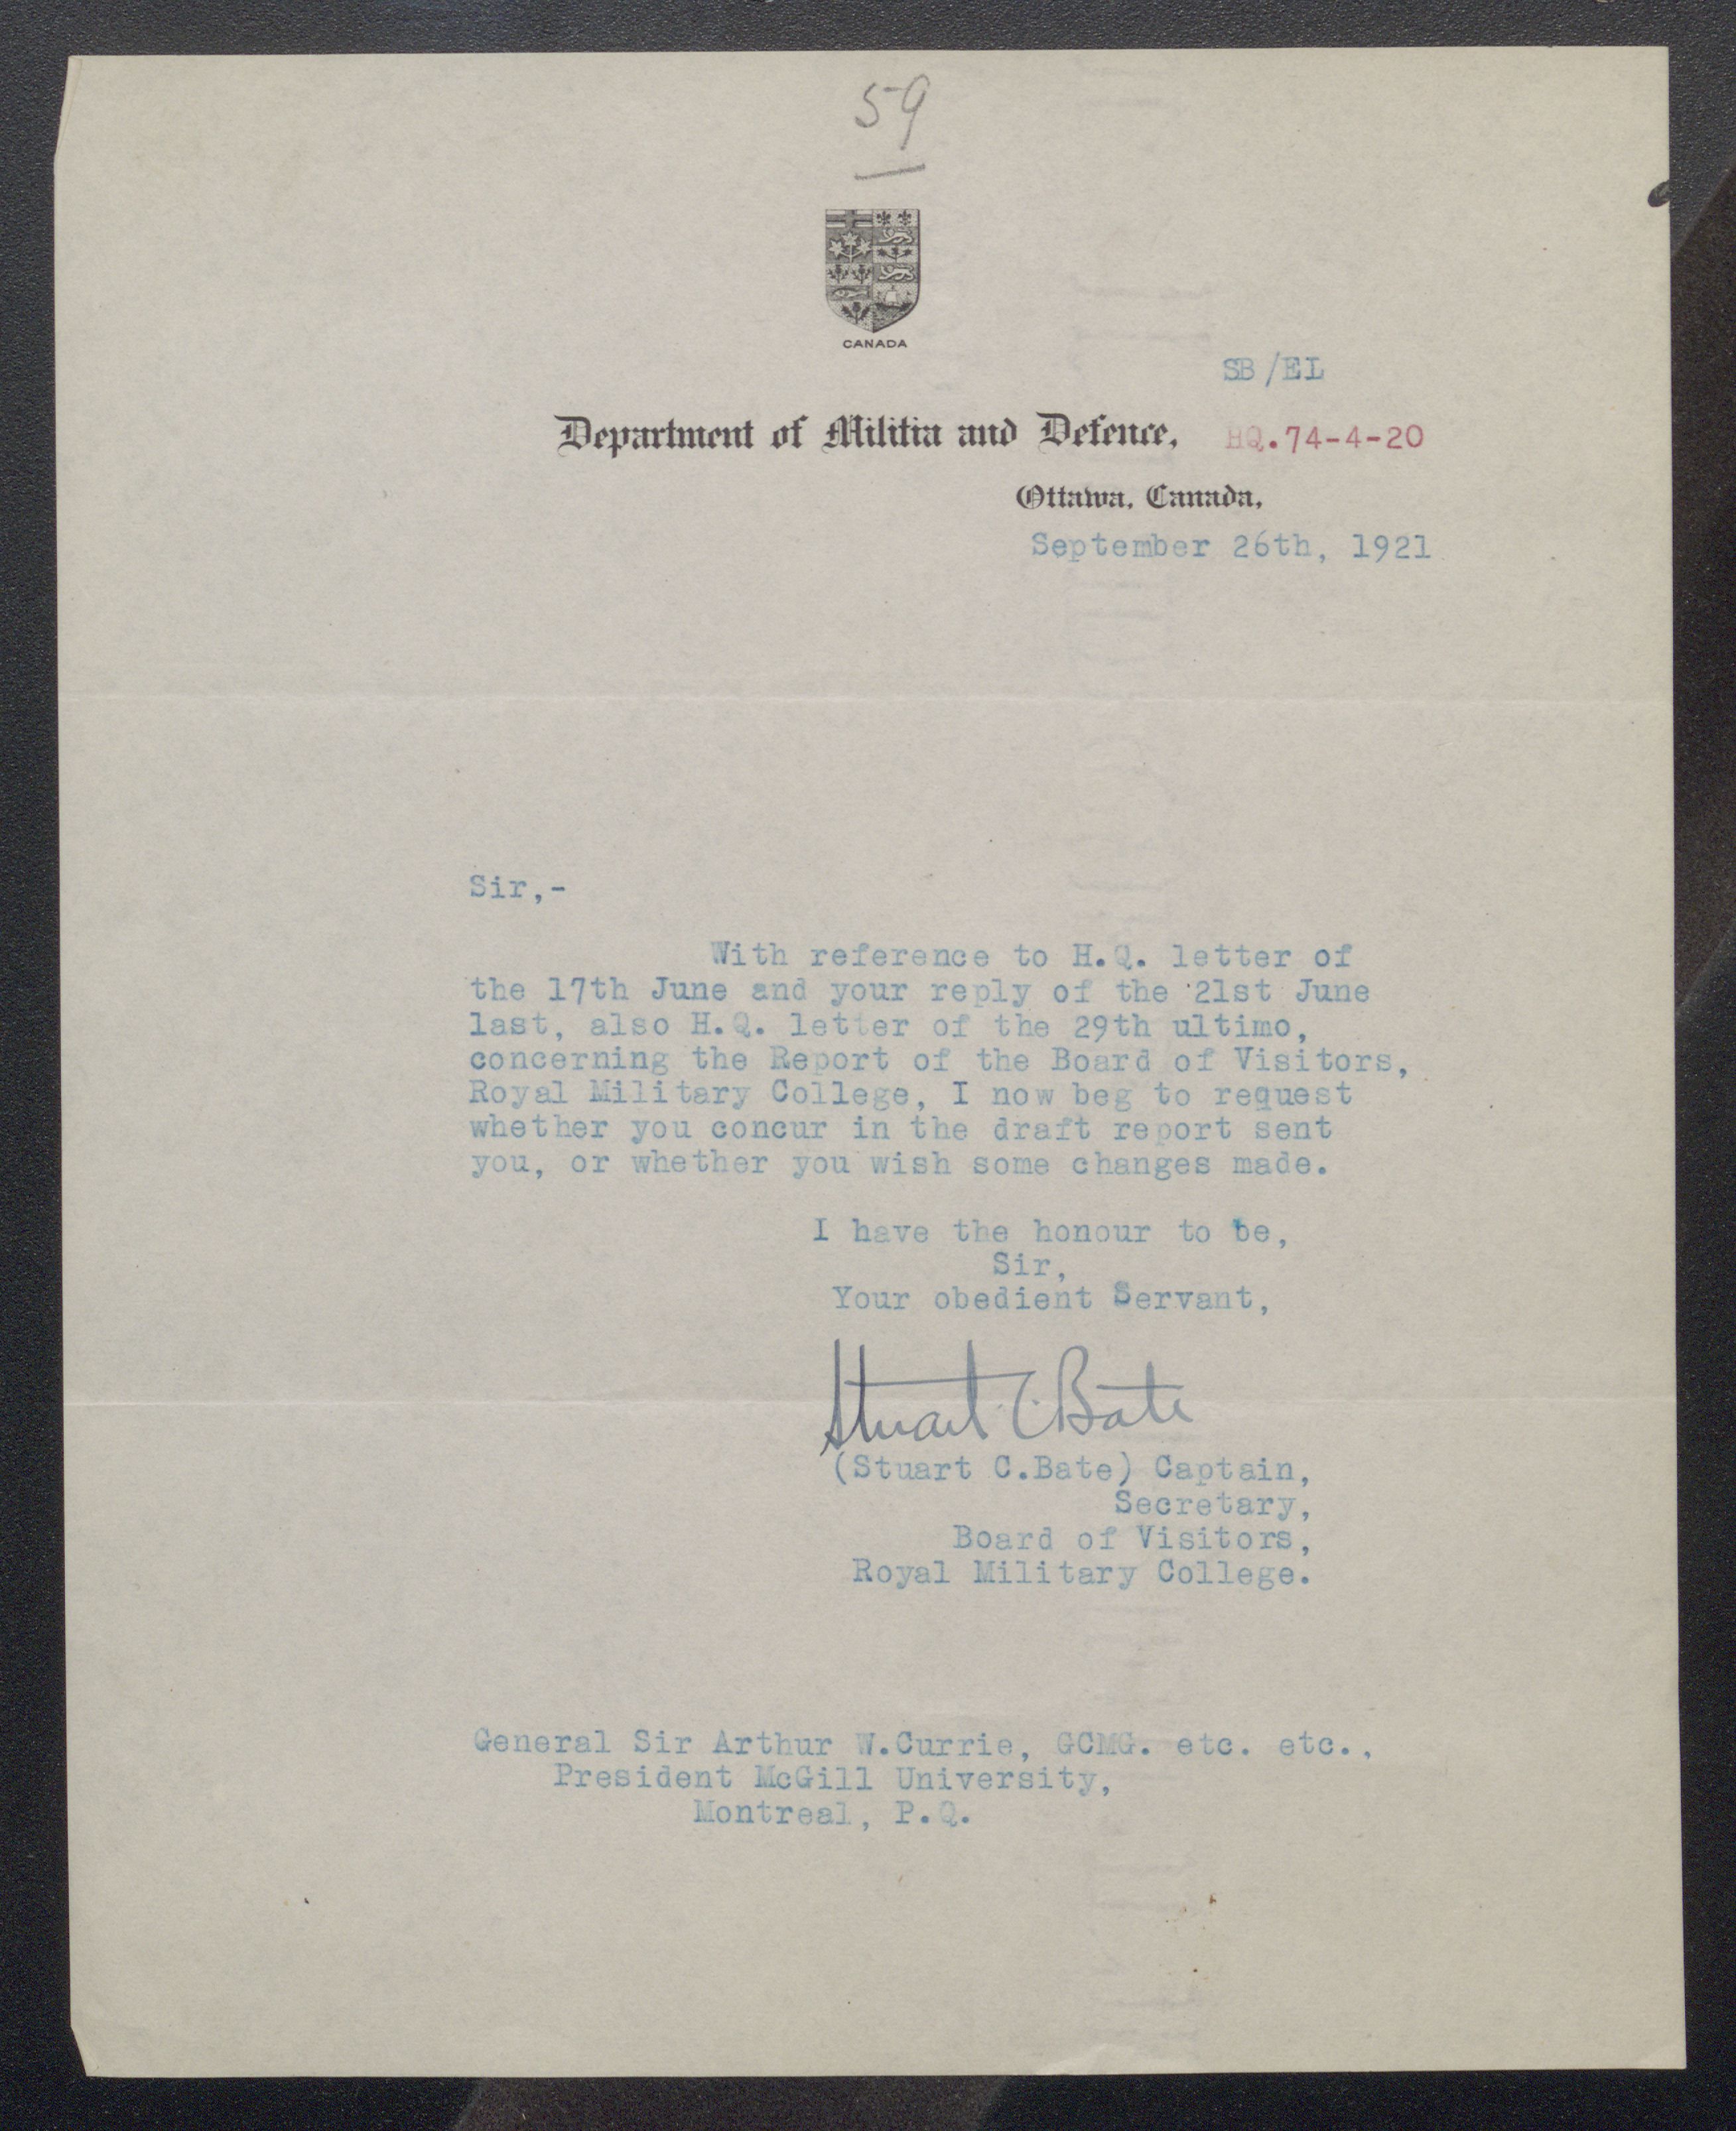 59
CANADA
SB/EL
Department of Militia and Defence, HQ.74-4-20
Ottawa, Canada,
September 26th, 1921
Sir,-
With reference to H.Q. letter of
the 17th June and your reply of the 21st June
last, also H.Q. letter of the 29th ultimo,
concerning the Report of the Board of Visitors,
Royal Military College, I now beg to request
whether you concur in the draft report sent
you, or whether you wish some changes made.
I have the honour to be,
Sir,
Your obedient Servant,
Stuart C. Bate
(Stuart C.Bate) Captain,
Secretary,
Board of Visitors,
Royal Military College.
General Sir Arthur W.Currie, GCMG. etc. etc.,
President McGill University,
Montreal, P.Q.